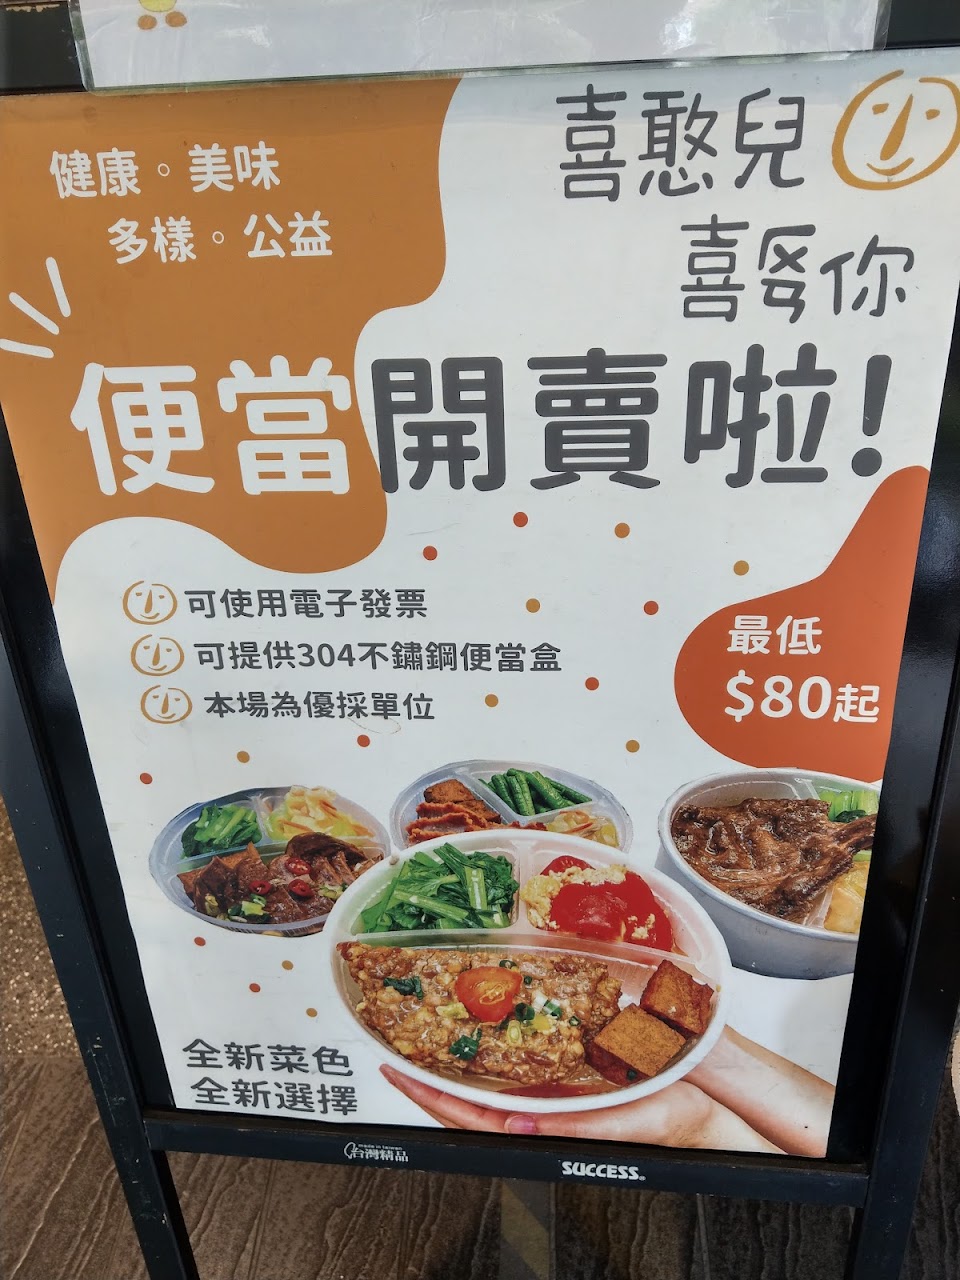 喜憨兒
健康。美味
多樣。公益
喜你
便當開賣啦!
可使用電子發票
可提供304不鏽鋼便當盒
本場為優採單位
最低
$80起
全新菜色
全新選擇
made in taiwan
台灣精品
SUCCESS®